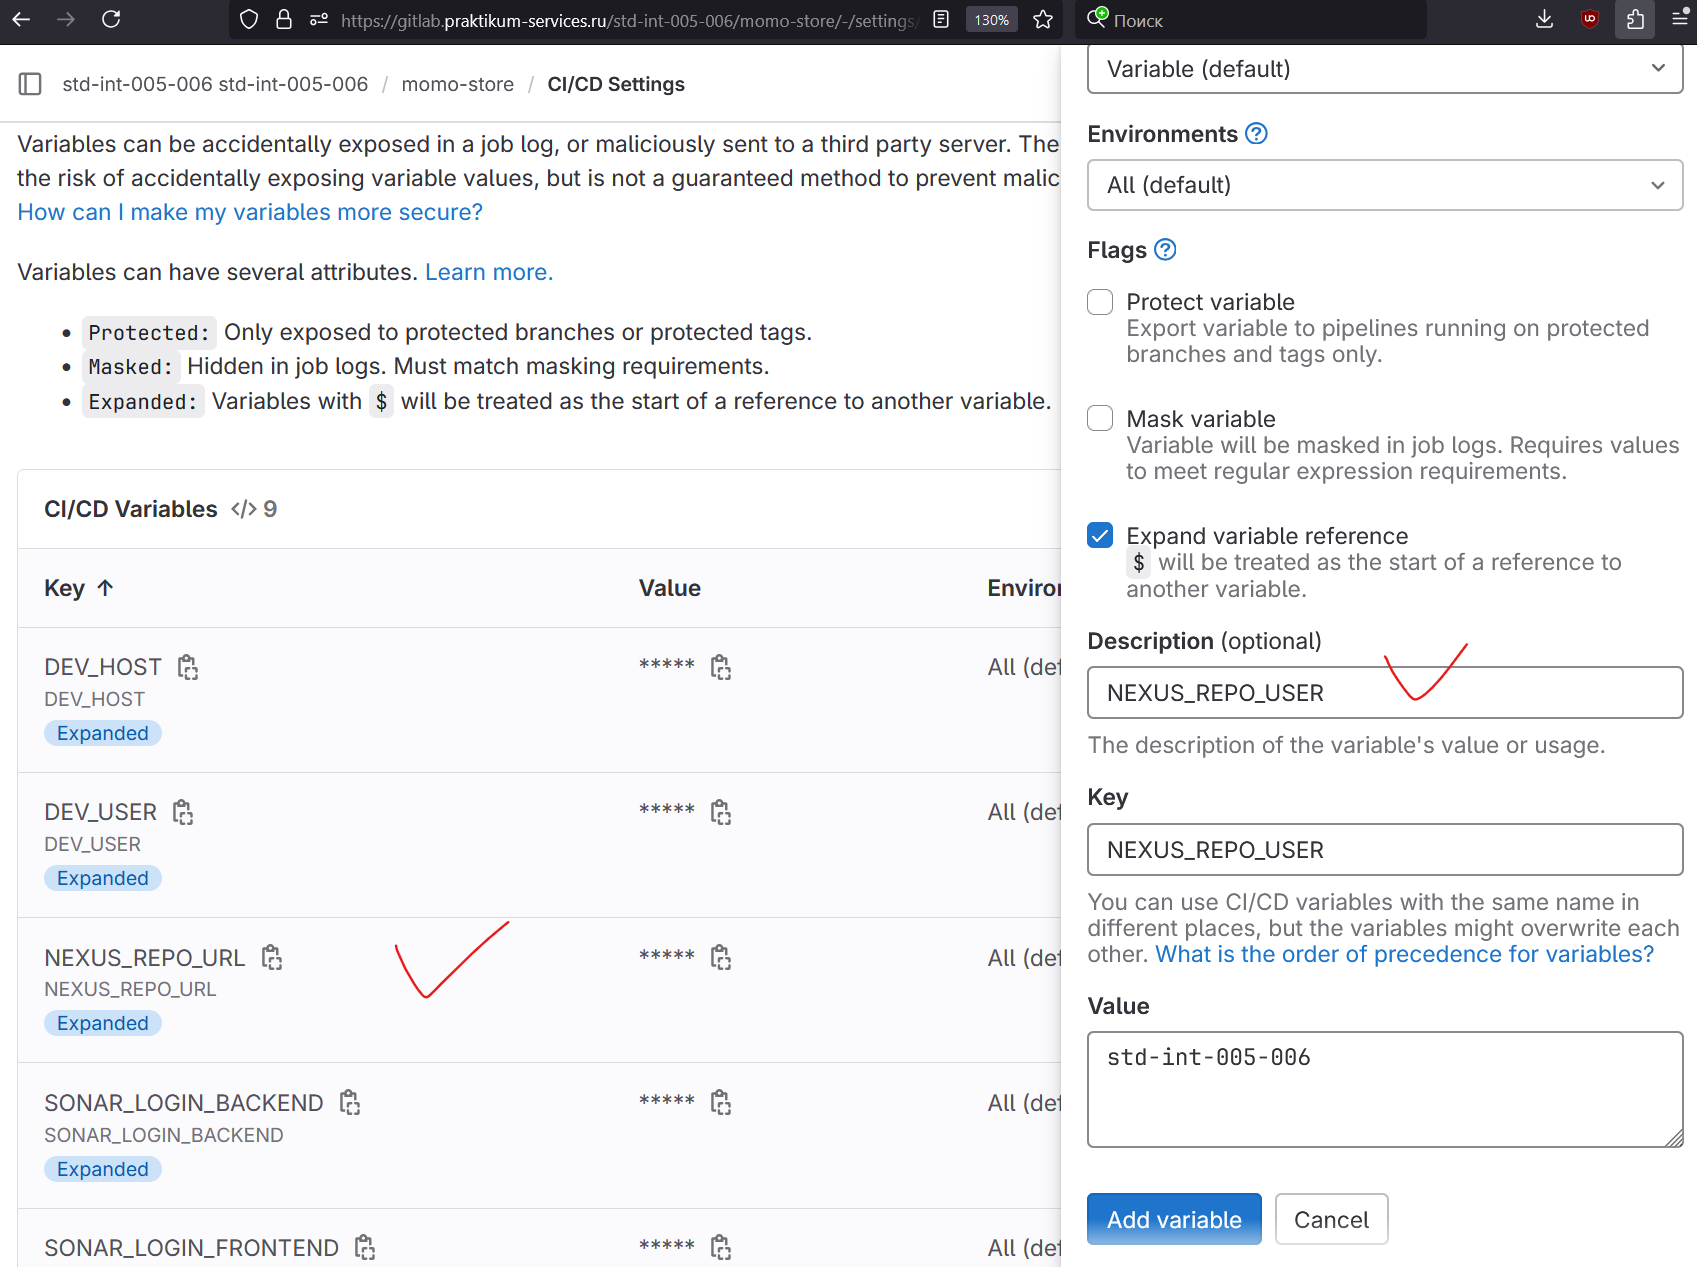 https://gitlab.praktikum-services.ru/std-int-005-006/momo-store/-/settings/
130%
Поиск
std-int-005-006 std-int-005-006 / momo-store / CI/CD Settings
Variables can be accidentally exposed in a job log, or maliciously sent to a third party server. The
the risk of accidentally exposing variable values, but is not a guaranteed method to prevent malic
How can I make my variables more secure?
Variables can have several attributes. Learn more.
• Protected: Only exposed to protected branches or protected tags.
• Masked: Hidden in job logs. Must match masking requirements.
• Expanded: Variables with $ will be treated as the start of a reference to another variable.
CI/CD Variables </> 9
Key ↑ Value Environ
DEV_HOST ***** All (def
DEV_HOST
Expanded
DEV_USER ***** All (def
DEV_USER
Expanded
NEXUS_REPO_URL ***** All (def
NEXUS_REPO_URL
Expanded
SONAR_LOGIN_BACKEND ***** All (def
SONAR_LOGIN_BACKEND
Expanded
SONAR_LOGIN_FRONTEND ***** All (def
Variable (default)
Environments
All (default)
Flags
Protect variable
Export variable to pipelines running on protected
branches and tags only.
Mask variable
Variable will be masked in job logs. Requires values
to meet regular expression requirements.
Expand variable reference
$ will be treated as the start of a reference to
another variable.
Description (optional)
NEXUS_REPO_USER
The description of the variable's value or usage.
Key
NEXUS_REPO_USER
You can use CI/CD variables with the same name in
different places, but the variables might overwrite each
other. What is the order of precedence for variables?
Value
std-int-005-006
Add variable Cancel